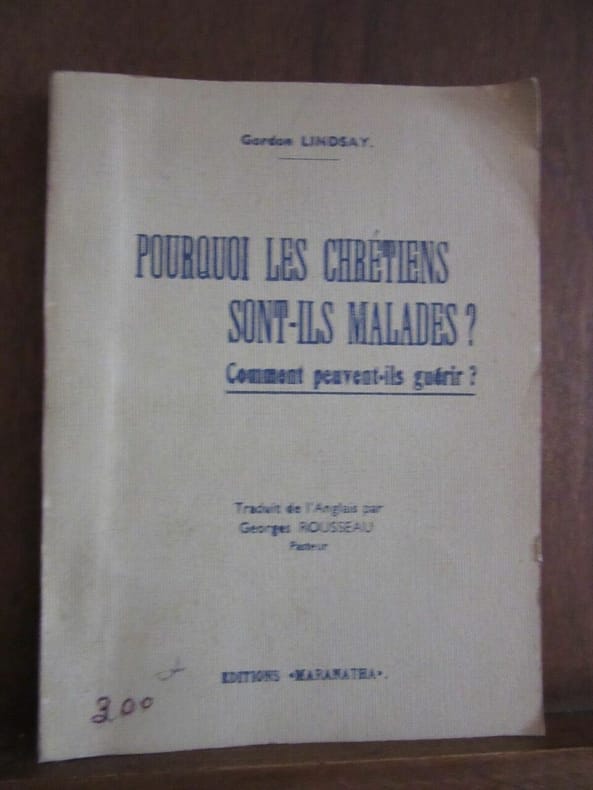 Gordon LINDSAY.
POURQUOI LES CHRÉTIENS
SONT-ILS MALADES ?
Comment peuvent-ils guérir ?
Traduit de l'Anglais par
Georges ROUSSEAU
Pasteur
EDITIONS «MARANATHA».
300